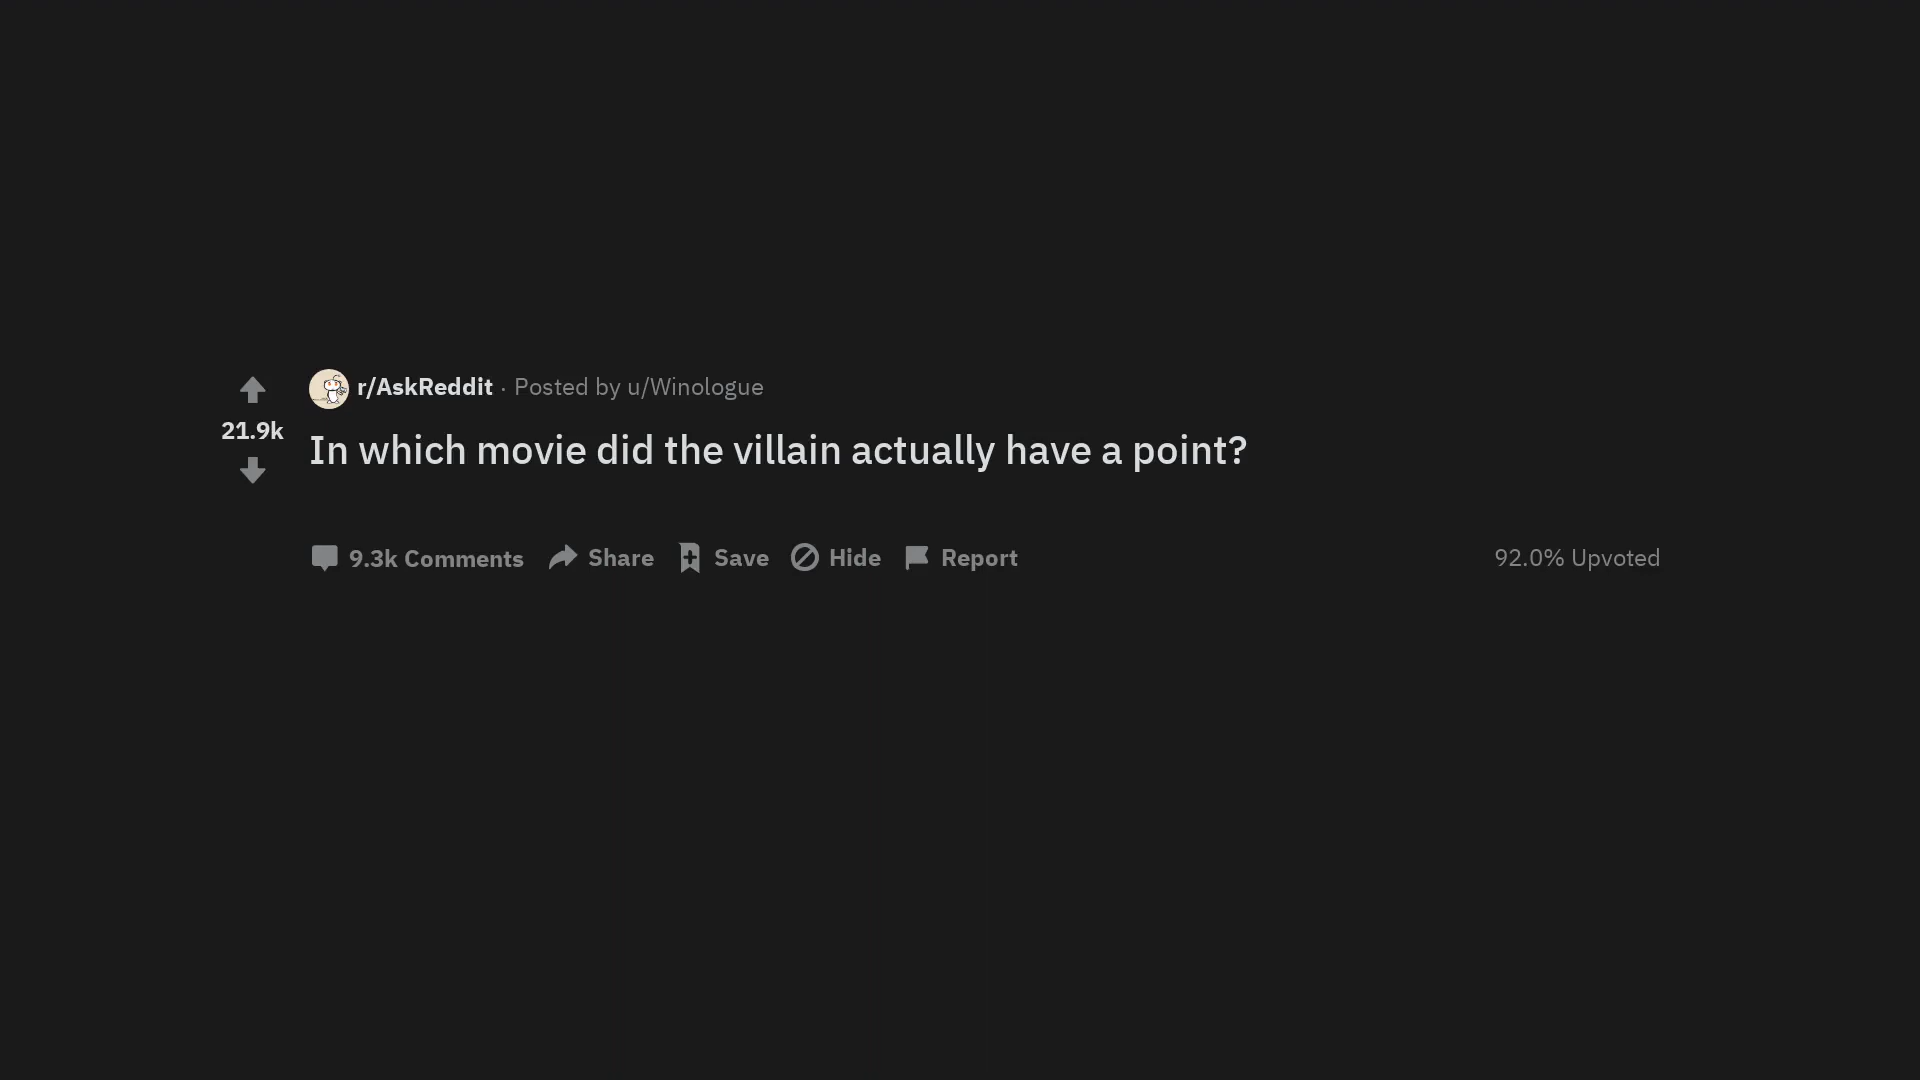 r/AskReddit · Posted by u/Winologue
21.9k
In which movie did the villain actually have a point?
9.3k Comments Share Save Hide Report 92.0% Upvoted